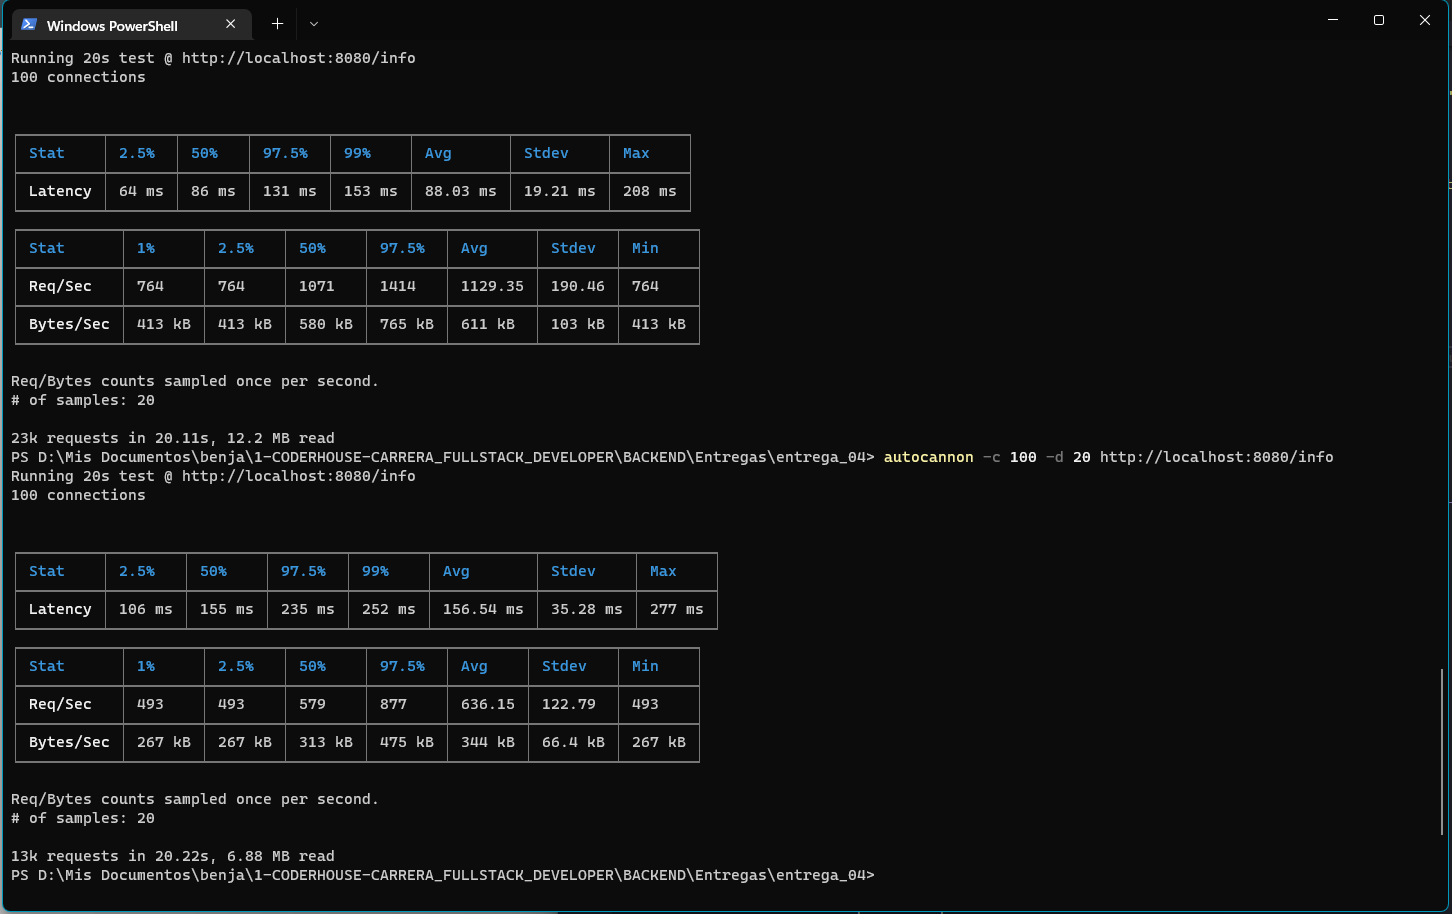 Windows PowerShell
Running 20s test @ http://localhost:8080/info
100 connections
Stat 2.5% 50% 97.5% 99% Avg Stdev Max
Latency 64 ms 86 ms 131 ms 153 ms 88.03 ms 19.21 ms 208 ms
Stat 1% 2.5% 50% 97.5% Avg Stdev Min
Req/Sec 764 764 1071 1414 1129.35 190.46 764
Bytes/Sec 413 kB 413 kB 580 kB 765 kB 611 kB 103 kB 413 kB
Req/Bytes counts sampled once per second.
# of samples: 20
23k requests in 20.11s, 12.2 MB read
PS D:\Mis Documentos\benja\1-CODERHOUSE-CARRERA_FULLSTACK_DEVELOPER\BACKEND\Entregas\entrega_04> autocannon -c 100 -d 20 http://localhost:8080/info
Running 20s test @ http://localhost:8080/info
100 connections
Stat 2.5% 50% 97.5% 99% Avg Stdev Max
Latency 106 ms 155 ms 235 ms 252 ms 156.54 ms 35.28 ms 277 ms
Stat 1% 2.5% 50% 97.5% Avg Stdev Min
Req/Sec 493 493 579 877 636.15 122.79 493
Bytes/Sec 267 kB 267 kB 313 kB 475 kB 344 kB 66.4 kB 267 kB
Req/Bytes counts sampled once per second.
# of samples: 20
13k requests in 20.22s, 6.88 MB read
PS D:\Mis Documentos\benja\1-CODERHOUSE-CARRERA_FULLSTACK_DEVELOPER\BACKEND\Entregas\entrega_04>